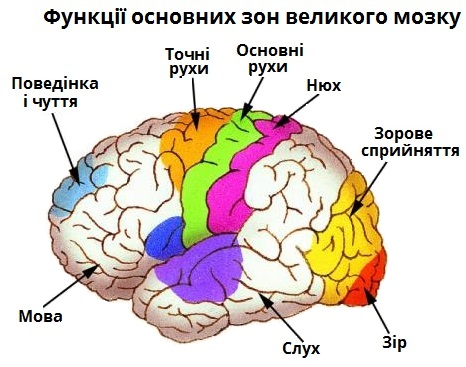 Функції основних зон великого мозку
Точні
рухи
Основні
рухи
Нюх
Поведінка
і чуття
Зорове
сприйняття
Мова
Слух
Зір